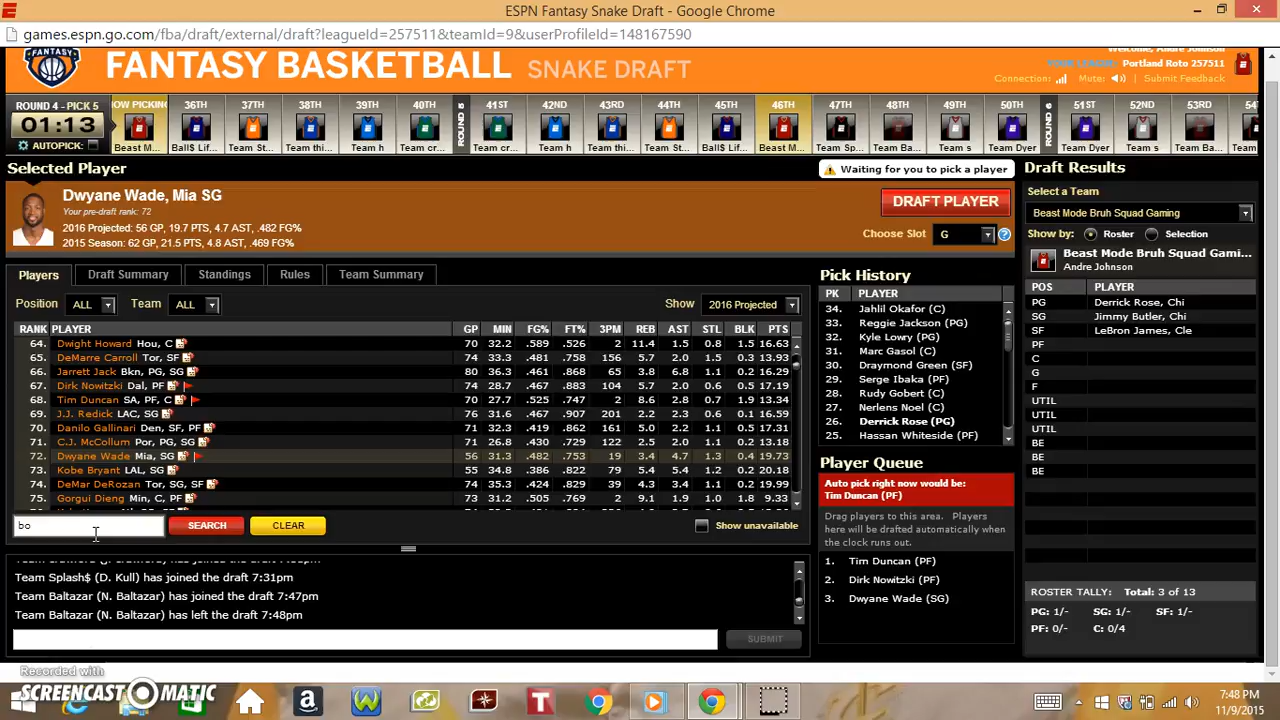 ESPN Fantasy Snake Draft - Google Chrome
games.espn.go.com/fba/draft/external/draft?leagueId=257511&teamId=9&userProfileId=148167590
FANTASY
FANTASY BASKETBALL SNAKE DRAFT
Welcome, Andre Johnson
Portland Roto 257511
Connection: Mute: Submit Feedback
ROUND 4 - PICK 5
01:13
AUTOPICK:
NOW PICKING 36TH 37TH 38TH 39TH 40TH ROUND 5 41ST 42ND 43RD 44TH 45TH 46TH 47TH 48TH 49TH 50TH ROUND 6 51ST 52ND 53RD 54T
Beast M... Ball$ Lif... Team St... Team thi... Team h Team cr... Team cr... Team h Team thi... Team St... Ball$ Lif... Beast M... Team Sp... Team Ba... Team s Team Dyer Team Dyer Team s Team Ba... Team
Selected Player
Waiting for you to pick a player
Dwyane Wade, Mia SG
Your pre-draft rank: 72
2016 Projected: 56 GP, 19.7 PTS, 4.7 AST, .482 FG%
2015 Season: 62 GP, 21.5 PTS, 4.8 AST, .469 FG%
DRAFT PLAYER
Choose Slot G
Players Draft Summary Standings Rules Team Summary
Position ALL Team ALL Show 2016 Projected
RANK PLAYER GP MIN FG% FT% 3PM REB AST STL BLK PTS
64. Dwight Howard Hou, C 70 32.2 .589 .526 2 11.4 1.5 0.8 1.5 16.63
65. DeMarre Carroll Tor, SF 74 33.3 .481 .758 156 5.7 2.0 1.5 0.3 13.93
66. Jarrett Jack Bkn, PG, SG 80 36.3 .461 .868 65 3.8 6.8 1.1 0.2 16.29
67. Dirk Nowitzki Dal, PF 74 28.7 .467 .883 104 5.7 2.0 0.6 0.5 17.19
68. Tim Duncan SA, PF, C 70 32.5 .525 .747 2 8.6 2.8 0.7 1.9 13.34
69. J.J. Redick LAC, SG 76 31.6 .467 .907 201 2.2 2.3 0.6 0.1 16.59
70. Danilo Gallinari Den, SF, PF 71 32.3 .419 .862 161 5.0 2.2 1.1 0.5 17.31
71. C.J. McCollum Por, PG, SG 71 26.8 .430 .729 122 2.5 2.0 1.1 0.4 13.18
72. Dwyane Wade Mia, SG 56 31.3 .482 .753 19 3.4 4.7 1.3 0.4 19.73
73. Kobe Bryant LAL, SG 55 34.8 .386 .822 79 5.4 5.4 1.2 0.2 20.18
74. DeMar DeRozan Tor, SG, SF 74 35.3 .424 .829 39 4.3 3.4 1.2 0.2 19.99
75. Gorgui Dieng Min, C, PF 73 31.2 .505 .769 2 9.1 1.9 1.0 1.8 9.33
bo SEARCH CLEAR Show unavailable
Team Splash$ (D. Kull) has joined the draft 7:31pm
Team Baltazar (N. Baltazar) has joined the draft 7:47pm
Team Baltazar (N. Baltazar) has left the draft 7:48pm
SUBMIT
Pick History
PK PLAYER
34. Jahlil Okafor (C)
33. Reggie Jackson (PG)
32. Kyle Lowry (PG)
31. Marc Gasol (C)
30. Draymond Green (SF)
29. Serge Ibaka (PF)
28. Rudy Gobert (C)
27. Nerlens Noel (C)
26. Derrick Rose (PG)
25. Hassan Whiteside (PF)
Player Queue
Auto pick right now would be:
Tim Duncan (PF)
Drag players to this area. Players
here will be drafted automatically
when the clock runs out.
1. Tim Duncan (PF)
2. Dirk Nowitzki (PF)
3. Dwyane Wade (SG)
Draft Results
Select a Team
Beast Mode Bruh Squad Gaming
Show by: Roster Selection
Beast Mode Bruh Squad Gami...
Andre Johnson
POS PLAYER
PG Derrick Rose, Chi
SG Jimmy Butler, Chi
SF LeBron James, Cle
PF
C
G
F
UTIL
UTIL
UTIL
BE
BE
BE
ROSTER TALLY: Total: 3 of 13
PG: 1/- SG: 1/- SF: 1/-
PF: 0/- C: 0/4
Recorded with
SCREENCAST-O-MATIC
7:48 PM
11/9/2015